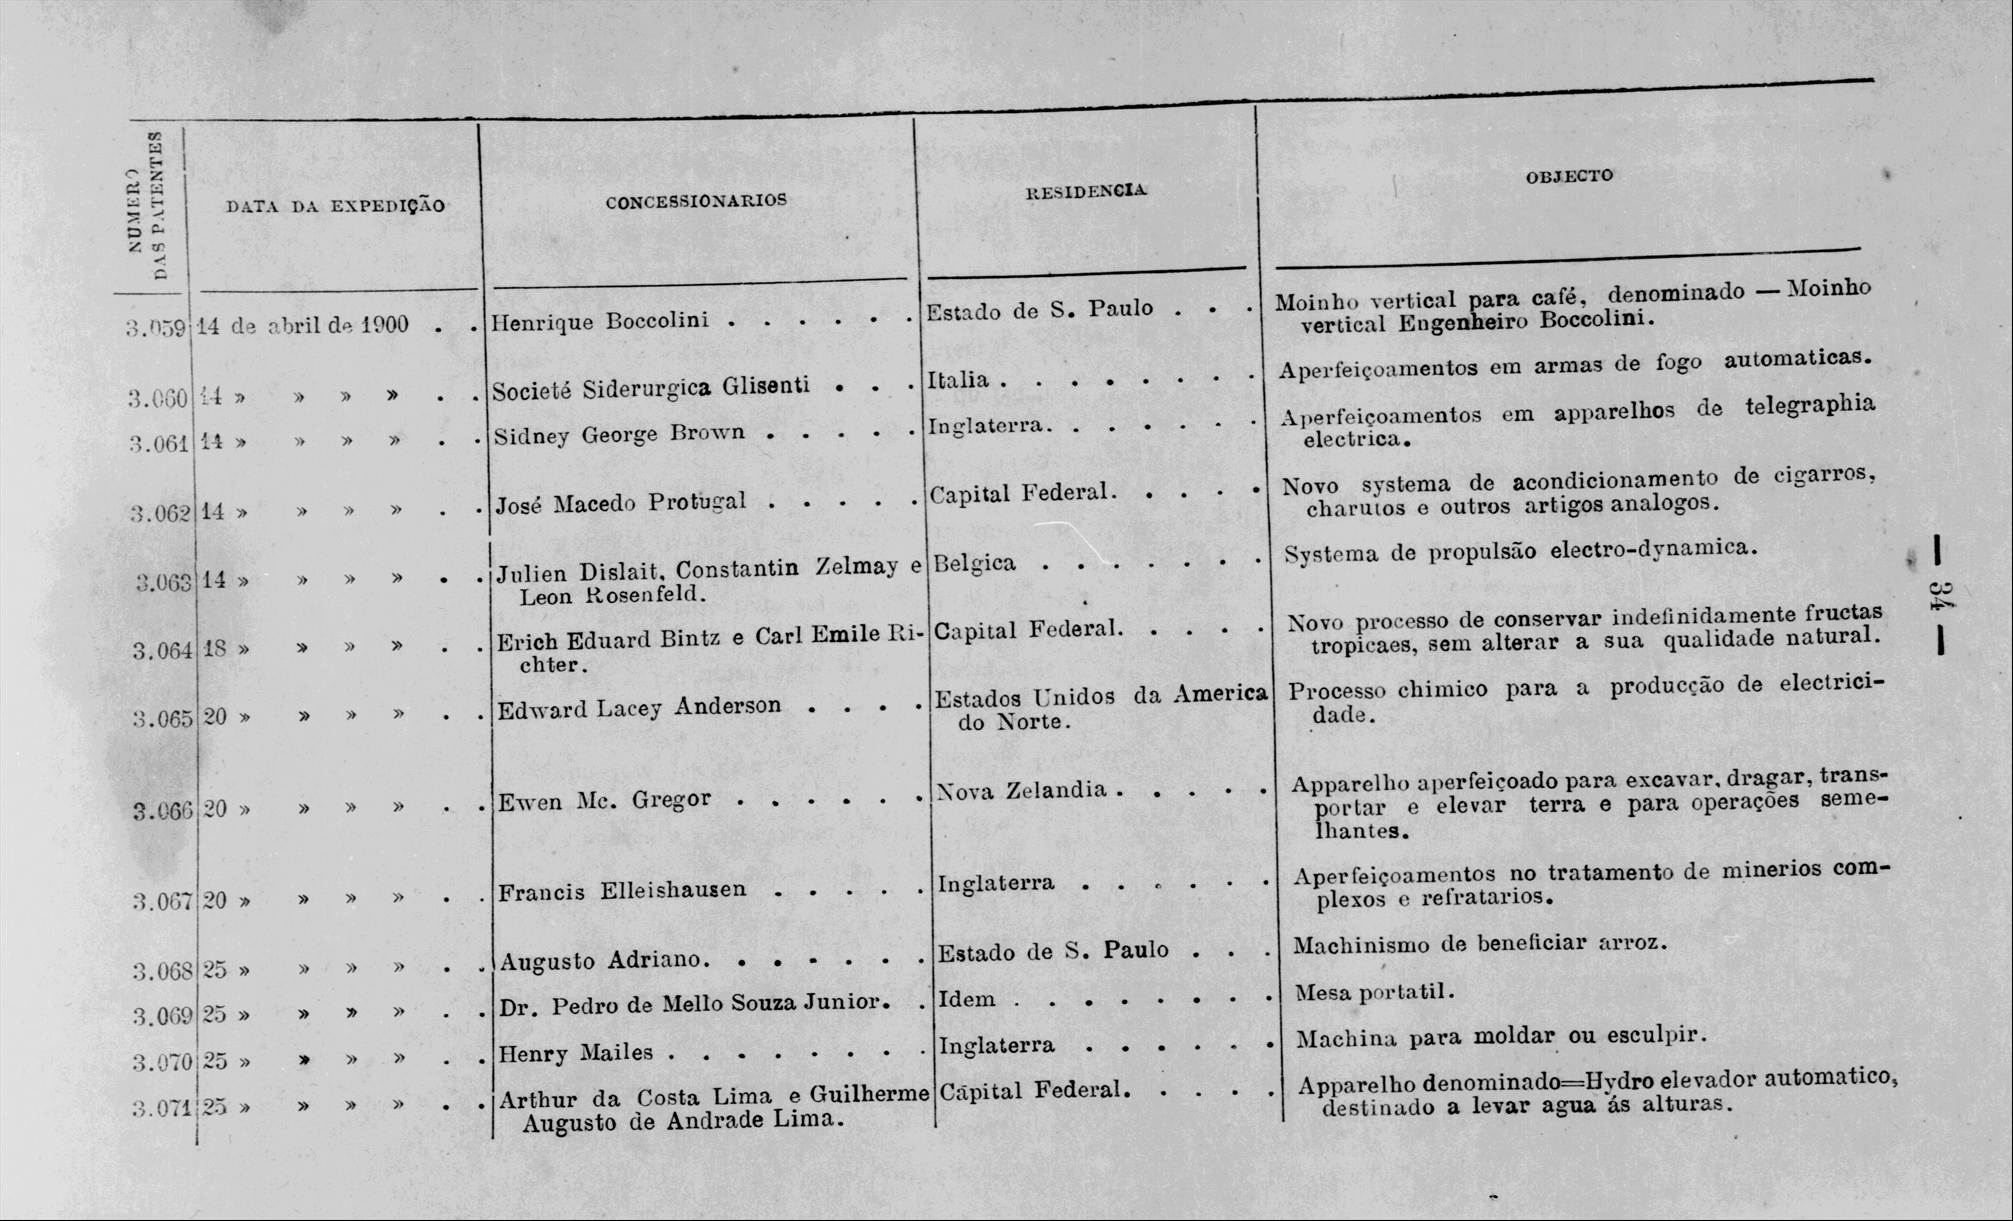 NUMERO
DAS PATENTES
DATA DA EXPEDIÇÃO
CONCESSIONARIOS
RESIDENCIA
OBJECTO
3.059 14 de abril de 1900 . . Henrique Boccolini . . . . . . Estado de S. Paulo . . . Moinho vertical para café, denominado — Moinho
vertical Engenheiro Boccolini.
3.060 14 » » » » . . Societé Siderurgica Glisenti . . . Italia . . . . . . . . Aperfeiçoamentos em armas de fogo automaticas.
3.061 14 » » » » . . Sidney George Brown . . . . . Inglaterra. . . . . . . Aperfeiçoamentos em apparelhos de telegraphia
electrica.
3.062 14 » » » » . . José Macedo Protugal . . . . . Capital Federal. . . . . Novo systema de acondicionamento de cigarros,
charutos e outros artigos analogos.
3.063 14 » » » » . . Julien Dislait, Constantin Zelmay e Belgica . . . . . . . Systema de propulsão electro-dynamica.
Leon Rosenfeld.
3.064 18 » » » » . . Erich Eduard Bintz e Carl Emile Ri- Capital Federal. . . . . Novo processo de conservar indefinidamente fructas
chter. tropicaes, sem alterar a sua qualidade natural.
3.065 20 » » » » . . Edward Lacey Anderson . . . . Estados Unidos da America Processo chimico para a producção de electrici-
do Norte. dade.
3.066 20 » » » » . . Ewen Mc. Gregor . . . . . . Nova Zelandia . . . . . Apparelho aperfeiçoado para excavar, dragar, trans-
portar e elevar terra e para operações seme-
lhantes.
3.067 20 » » » » . . Francis Elleishausen . . . . . Inglaterra . . . . . . Aperfeiçoamentos no tratamento de minerios com-
plexos e refratarios.
3.068 25 » » » » . . Augusto Adriano. . . . . . . Estado de S. Paulo . . . Machinismo de beneficiar arroz.
3.069 25 » » » » . . Dr. Pedro de Mello Souza Junior. . Idem . . . . . . . . Mesa portatil.
3.070 25 » » » » . . Henry Mailes . . . . . . . . Inglaterra . . . . . . Machina para moldar ou esculpir.
3.071 25 » » » » . . Arthur da Costa Lima e Guilherme Capital Federal. . . . . Apparelho denominado=Hydro elevador automatico,
Augusto de Andrade Lima. destinado a levar agua ás alturas.
— 34 —